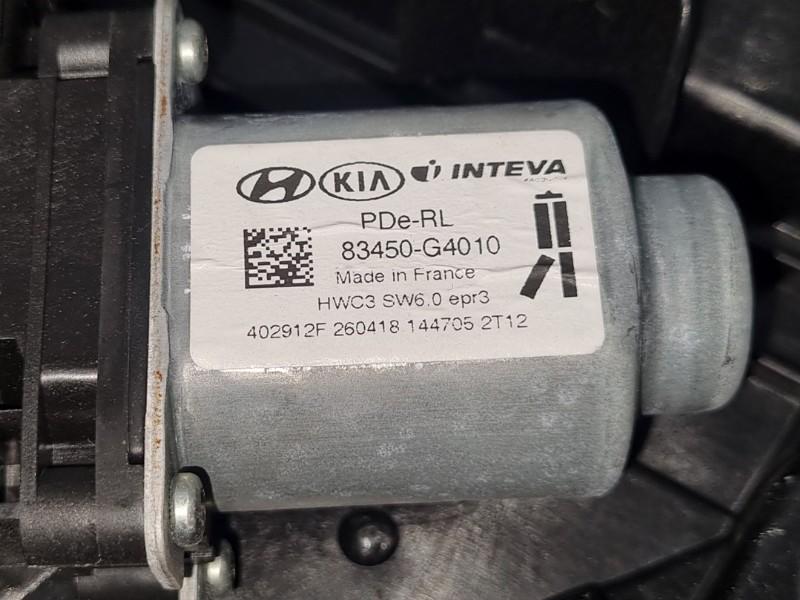 KIA INTEVA
PDe-RL
83450-G4010
Made in France
HWC3 SW6.0 epr3
402912F 260418 144705 2T12